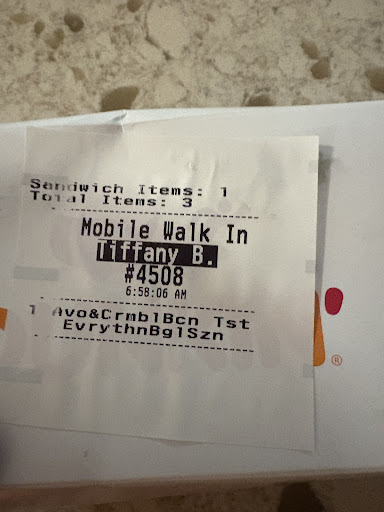 Sandwich Items: 1
Total Items: 3
Mobile Walk In
Tiffany B.
#4508
6:58:06 AM
1 Avo&CrmblBcn Tst
EvrythnBglSzn
®